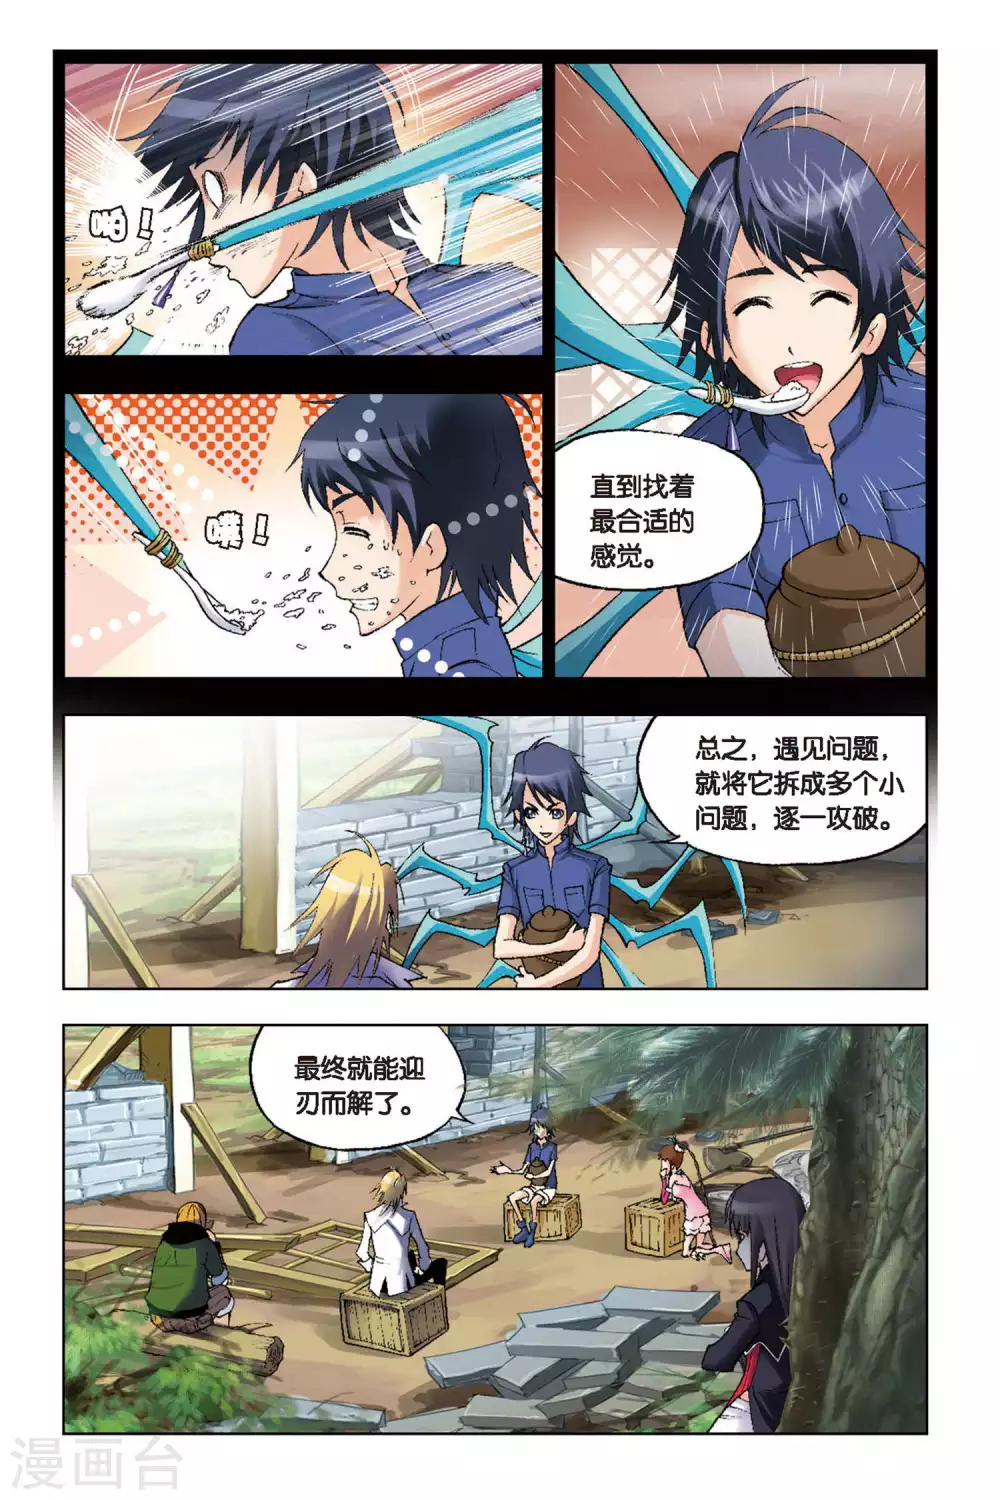 噢！
直到找着
最合适的
感觉。
总之，遇见问题，
就将它拆成多个小
问题，逐一攻破。
最终就能迎
刃而解了。
漫画台